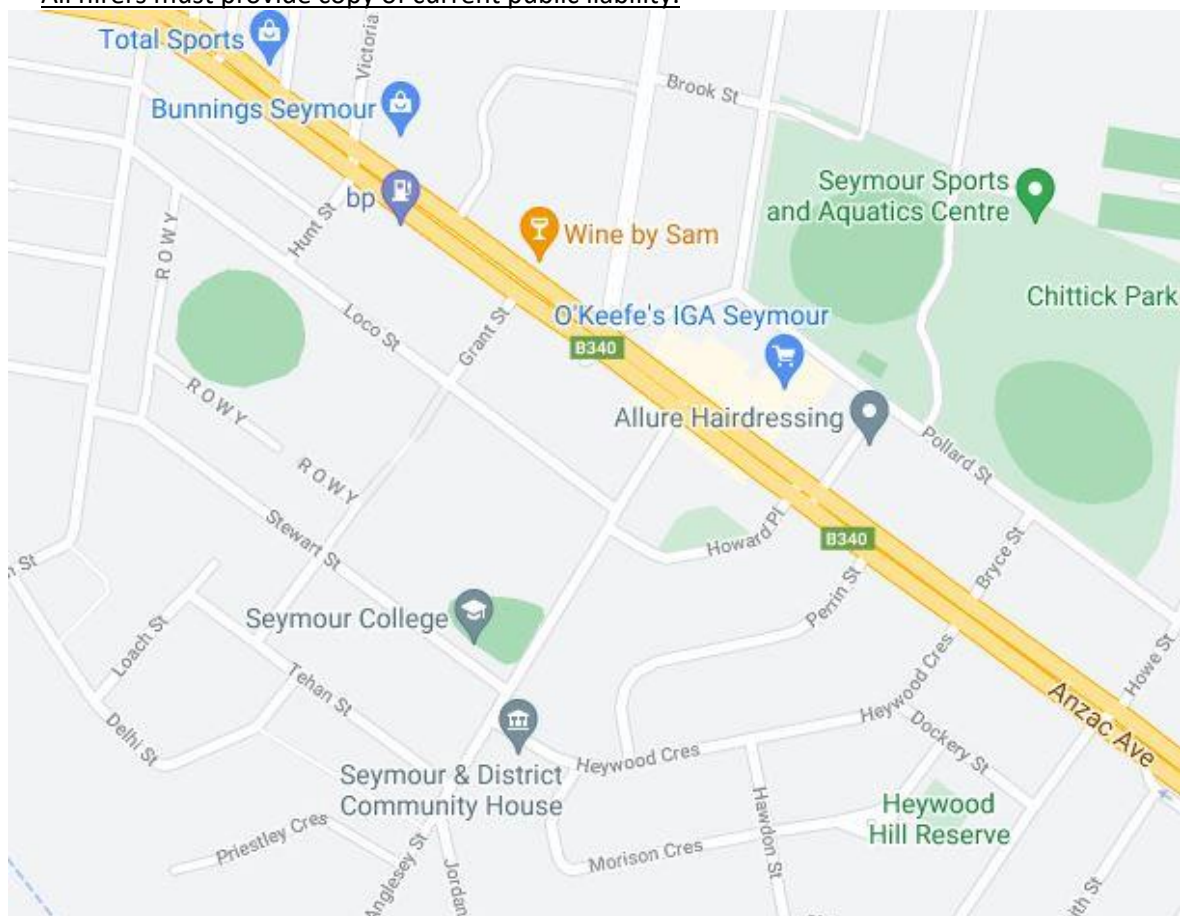 All hirers must provide copy of current public liability.
Total Sports
Victoria
Bunnings Seymour
Brook St
bp
Hunt St
R O W Y
Wine by Sam
Seymour Sports
and Aquatics Centre
Chittick Park
Loco St
Grant St
O'Keefe's IGA Seymour
B340
Allure Hairdressing
R O W Y
R O W Y
Pollard St
Stewart St
Howard Pl
B340
Bryce St
Perrin St
Seymour College
Loach St
Tehan St
Howe St
Heywood Cres
Anzac Ave
Delhi St
Dockery St
Seymour & District
Community House
Heywood Cres
Hawdon St
Heywood
Hill Reserve
Priestley Cres
Morison Cres
Anglesey St
Jordan